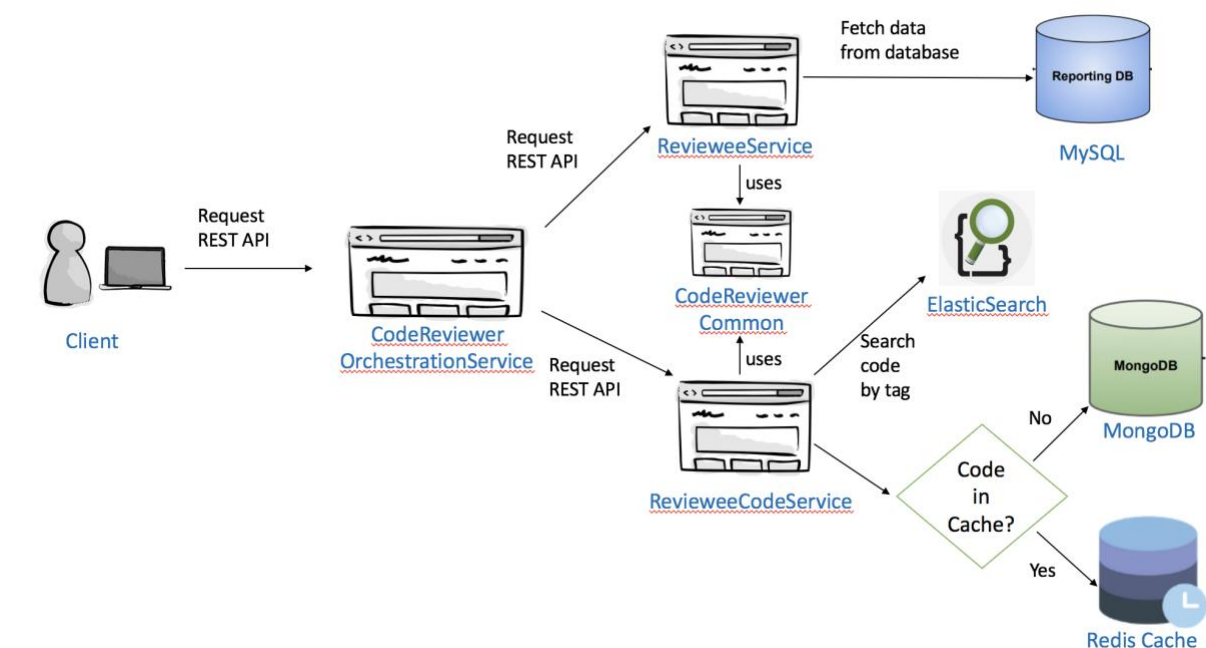 Fetch data
from database
Reporting DB
MySQL
Request
REST API
RevieweeService
uses
Request
REST API
CodeReviewer
Common
ElasticSearch
Client
CodeReviewer
OrchestrationService
Request
REST API
uses
Search
code
by tag
MongoDB
MongoDB
RevieweeCodeService
No
Code
in
Cache?
Yes
Redis Cache